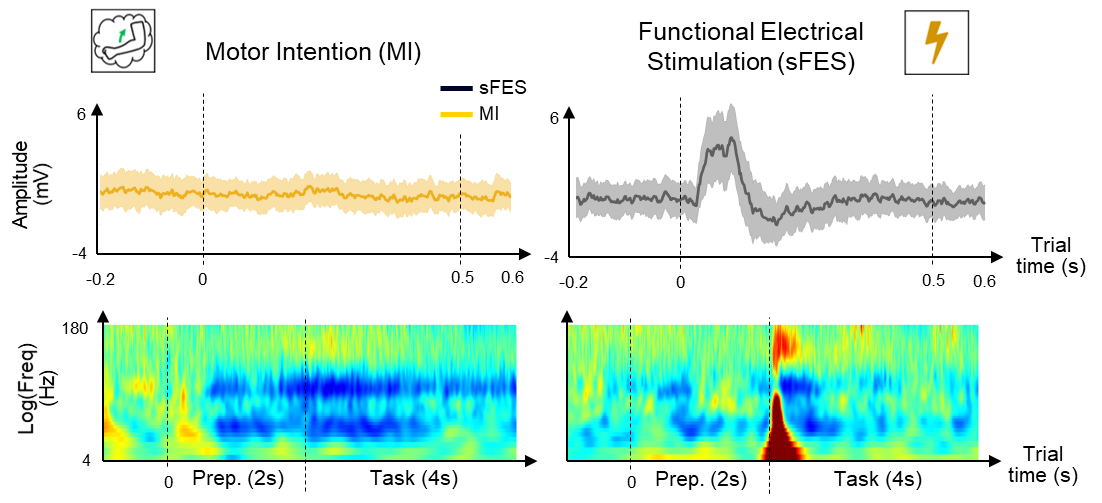 Motor Intention (MI)
Functional Electrical
Stimulation (sFES)
sFES
MI
6
Amplitude
(mV)
-4
-0.2
0
0.5
0.6
6
-4
-0.2
0
0.5
0.6
Trial
time (s)
180
Log(Freq)
(Hz)
4
0
Prep. (2s)
Task (4s)
0
Prep. (2s)
Task (4s)
Trial
time (s)